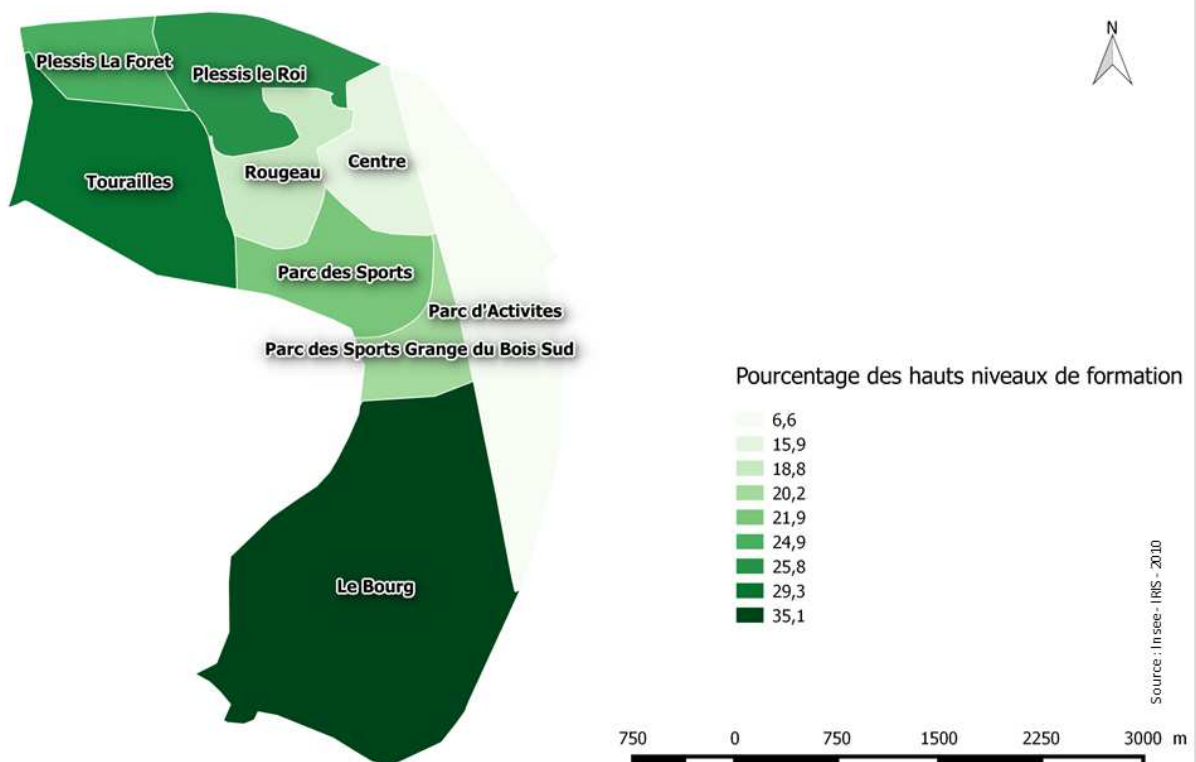 N
Plessis La Foret
Plessis le Roi
Centre
Rougeau
Tourailles
Parc des Sports
Parc d'Activites
Parc des Sports Grange du Bois Sud
Le Bourg
Pourcentage des hauts niveaux de formation
6,6
15,9
18,8
20,2
21,9
24,9
25,8
29,3
35,1
Source : Insee - IRIS - 2010
750 0 750 1500 2250 3000 m